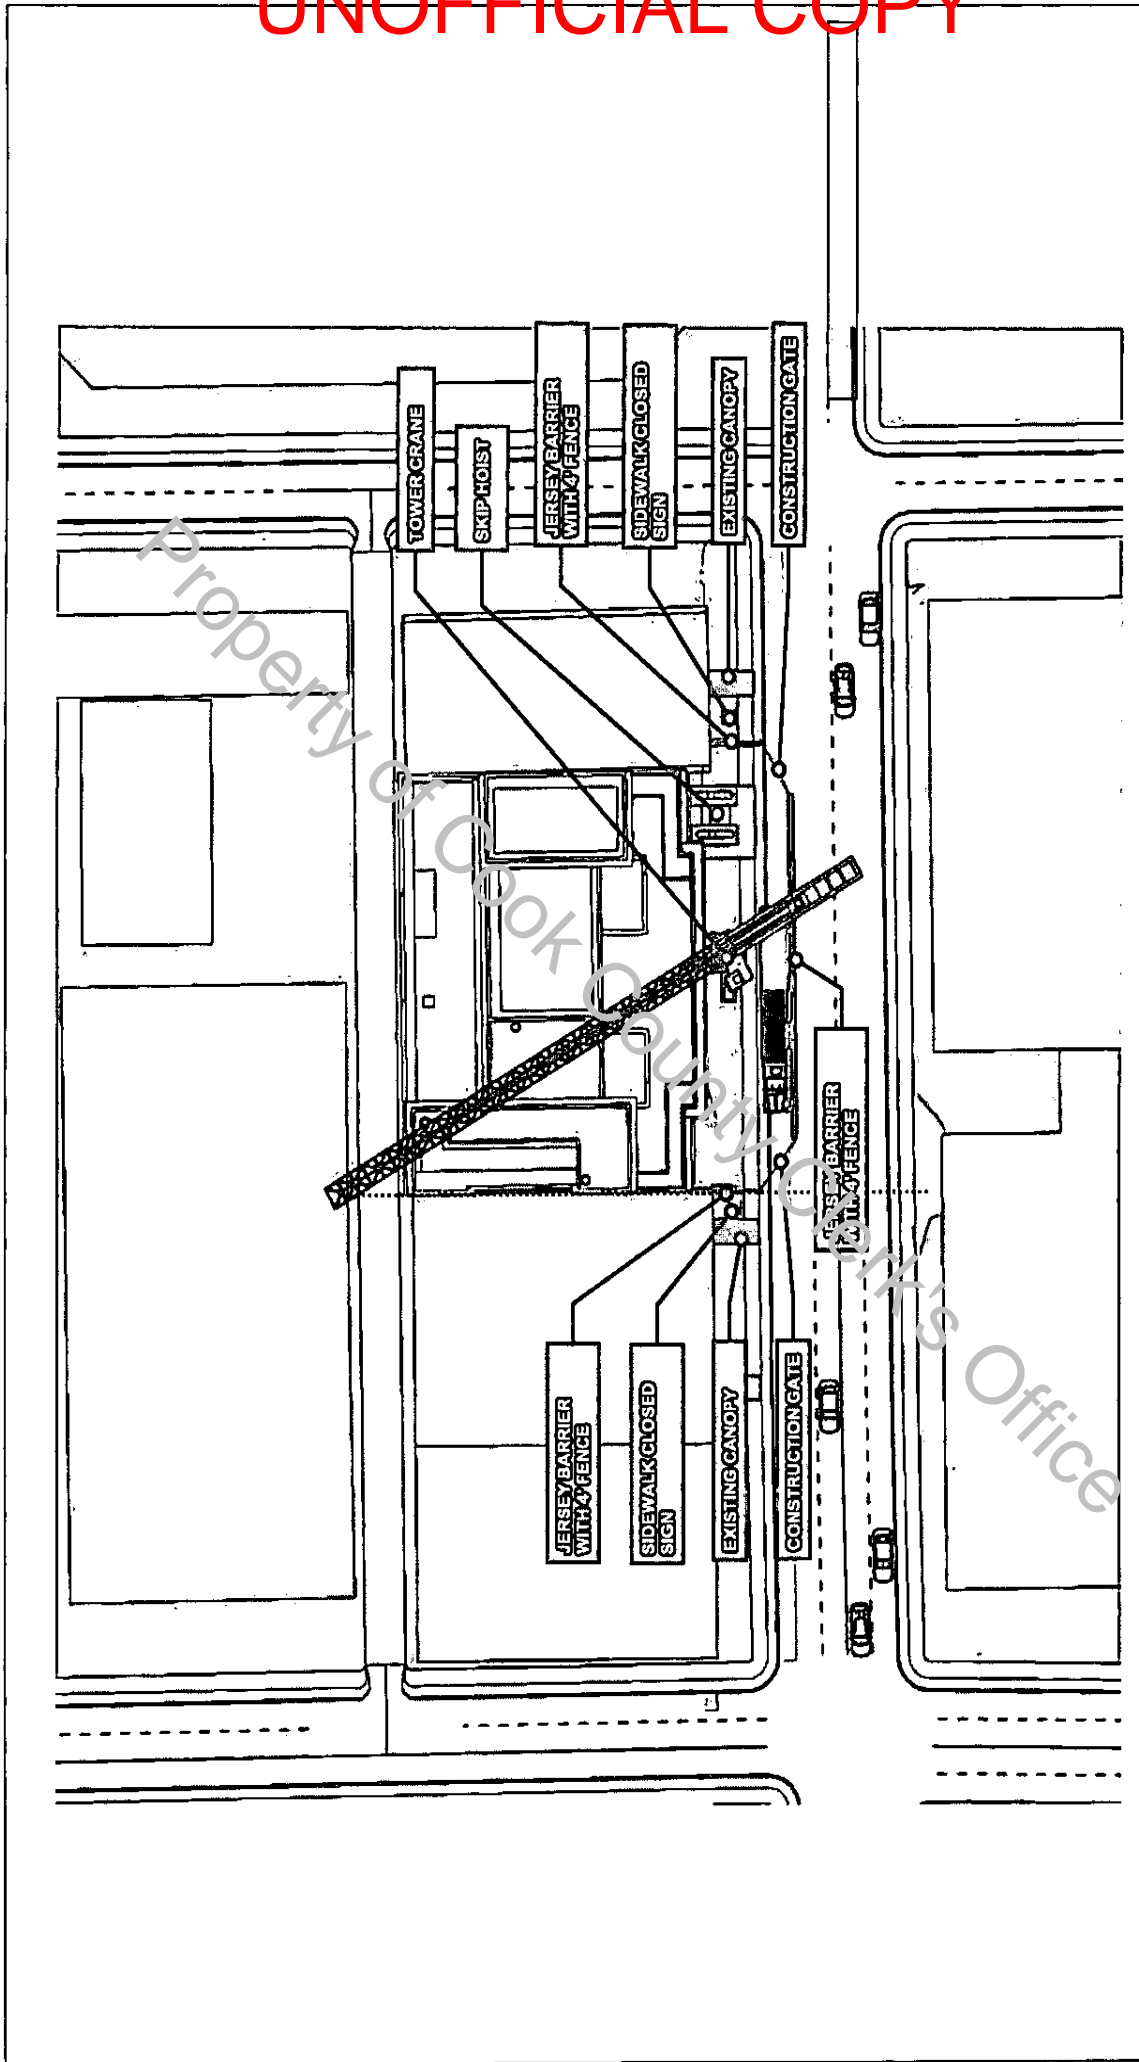 UNOFFICIAL COPY
TOWER CRANE
SKIP HOIST
JERSEY BARRIER
WITH 4' FENCE
SIDEWALK CLOSED
SIGN
EXISTING CANOPY
CONSTRUCTION GATE
JERSEY BARRIER
WITH 4' FENCE
JERSEY BARRIER
WITH 4' FENCE
SIDEWALK CLOSED
SIGN
EXISTING CANOPY
CONSTRUCTION GATE
Property of Cook County Clerk's Office